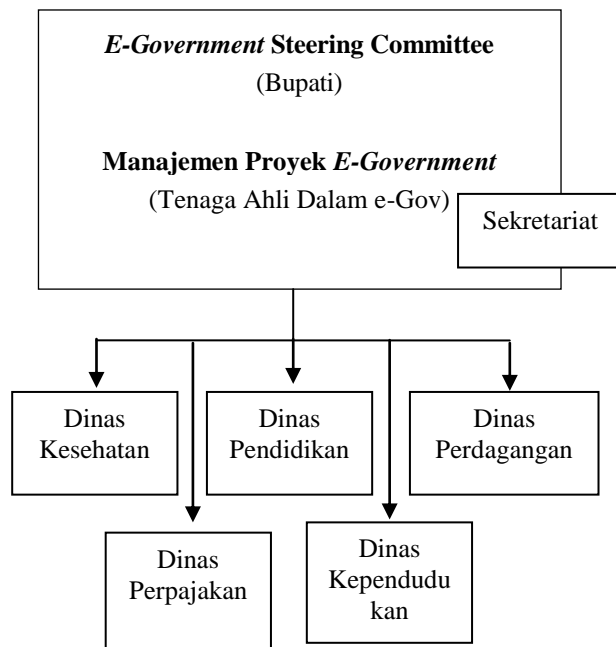 E-Government Steering Committee
(Bupati)
Manajemen Proyek E-Government
(Tenaga Ahli Dalam e-Gov)
Sekretariat
Dinas
Kesehatan
Dinas
Pendidikan
Dinas
Perdagangan
Dinas
Perpajakan
Dinas
Kependudu
kan